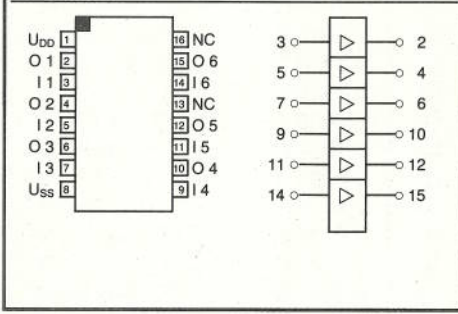 UDD 1 16 NC
O 1 2 15 O 6
I 1 3 14 I 6
O 2 4 13 NC
I 2 5 12 O 5
O 3 6 11 I 5
I 3 7 10 O 4
USS 8 9 I 4
3 2
5 4
7 6
9 10
11 12
14 15